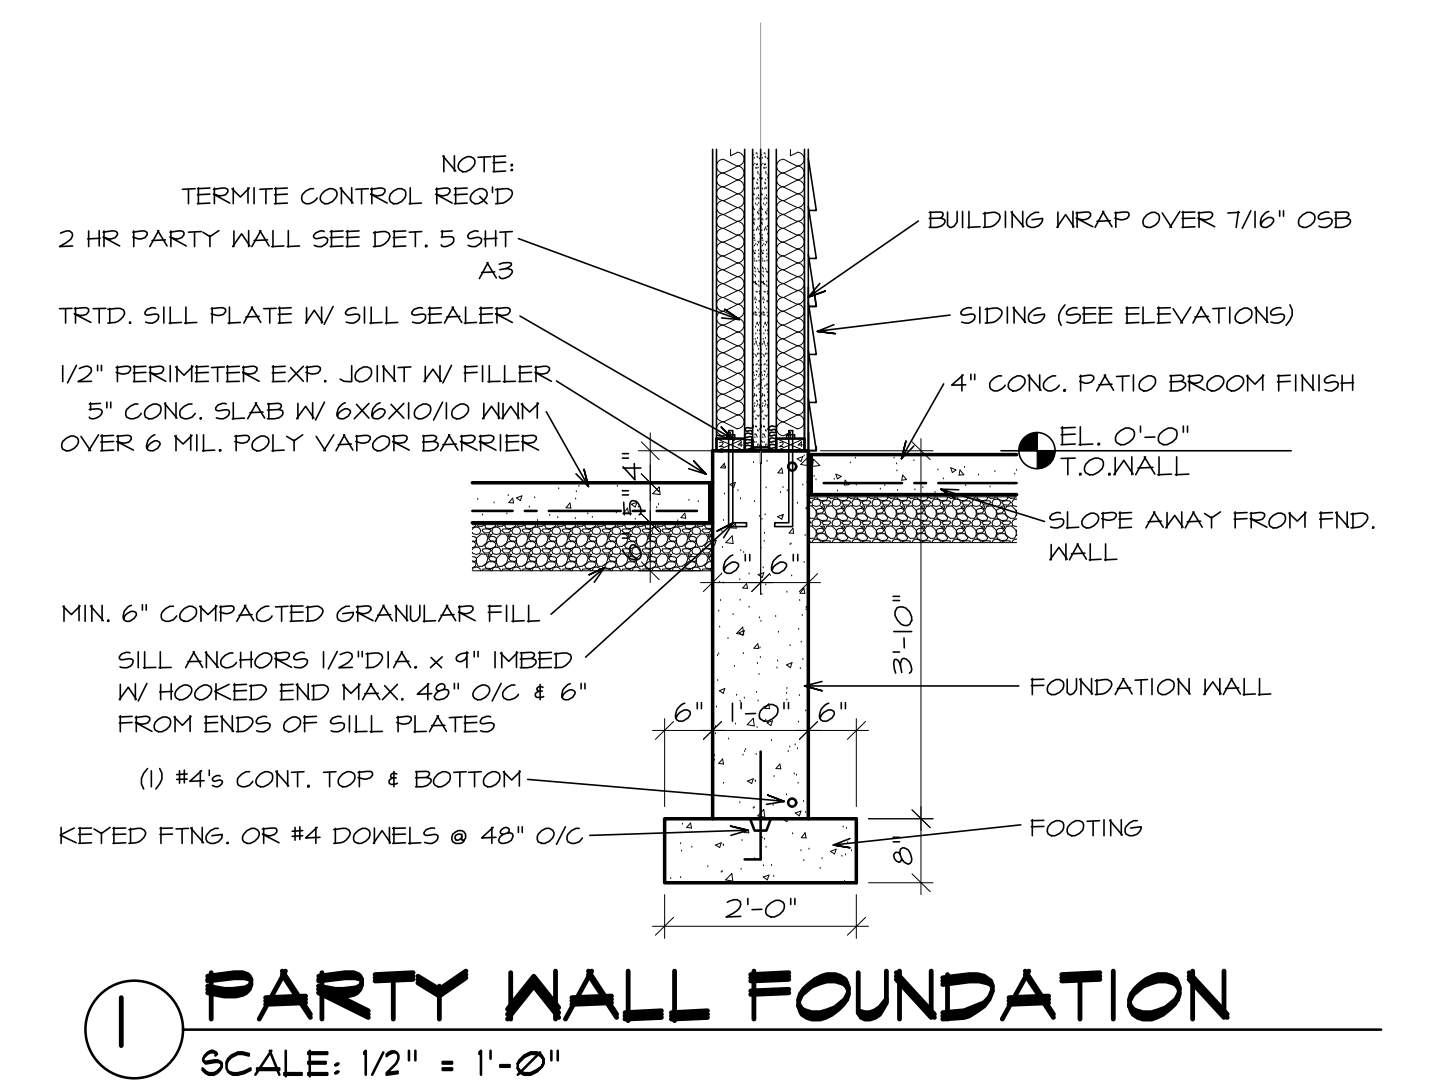 NOTE:
TERMITE CONTROL REQ'D
2 HR PARTY WALL SEE DET. 5 SHT
A3
TRTD. SILL PLATE W/ SILL SEALER
1/2" PERIMETER EXP. JOINT W/ FILLER
5" CONC. SLAB W/ 6X6X10/10 WWM
OVER 6 MIL. POLY VAPOR BARRIER
MIN. 6" COMPACTED GRANULAR FILL
SILL ANCHORS 1/2"DIA. x 9" IMBED
W/ HOOKED END MAX. 48" O/C & 6"
FROM ENDS OF SILL PLATES
(1) #4's CONT. TOP & BOTTOM
KEYED FTNG. OR #4 DOWELS @ 48" O/C
BUILDING WRAP OVER 7/16" OSB
SIDING (SEE ELEVATIONS)
4" CONC. PATIO BROOM FINISH
EL. 0'-0"
T.O.WALL
SLOPE AWAY FROM FND.
WALL
FOUNDATION WALL
FOOTING
4"
5"
6"
6" 6"
3'-10"
6" 1'-0" 6"
8"
2'-0"
1
PARTY WALL FOUNDATION
SCALE: 1/2" = 1'-0"